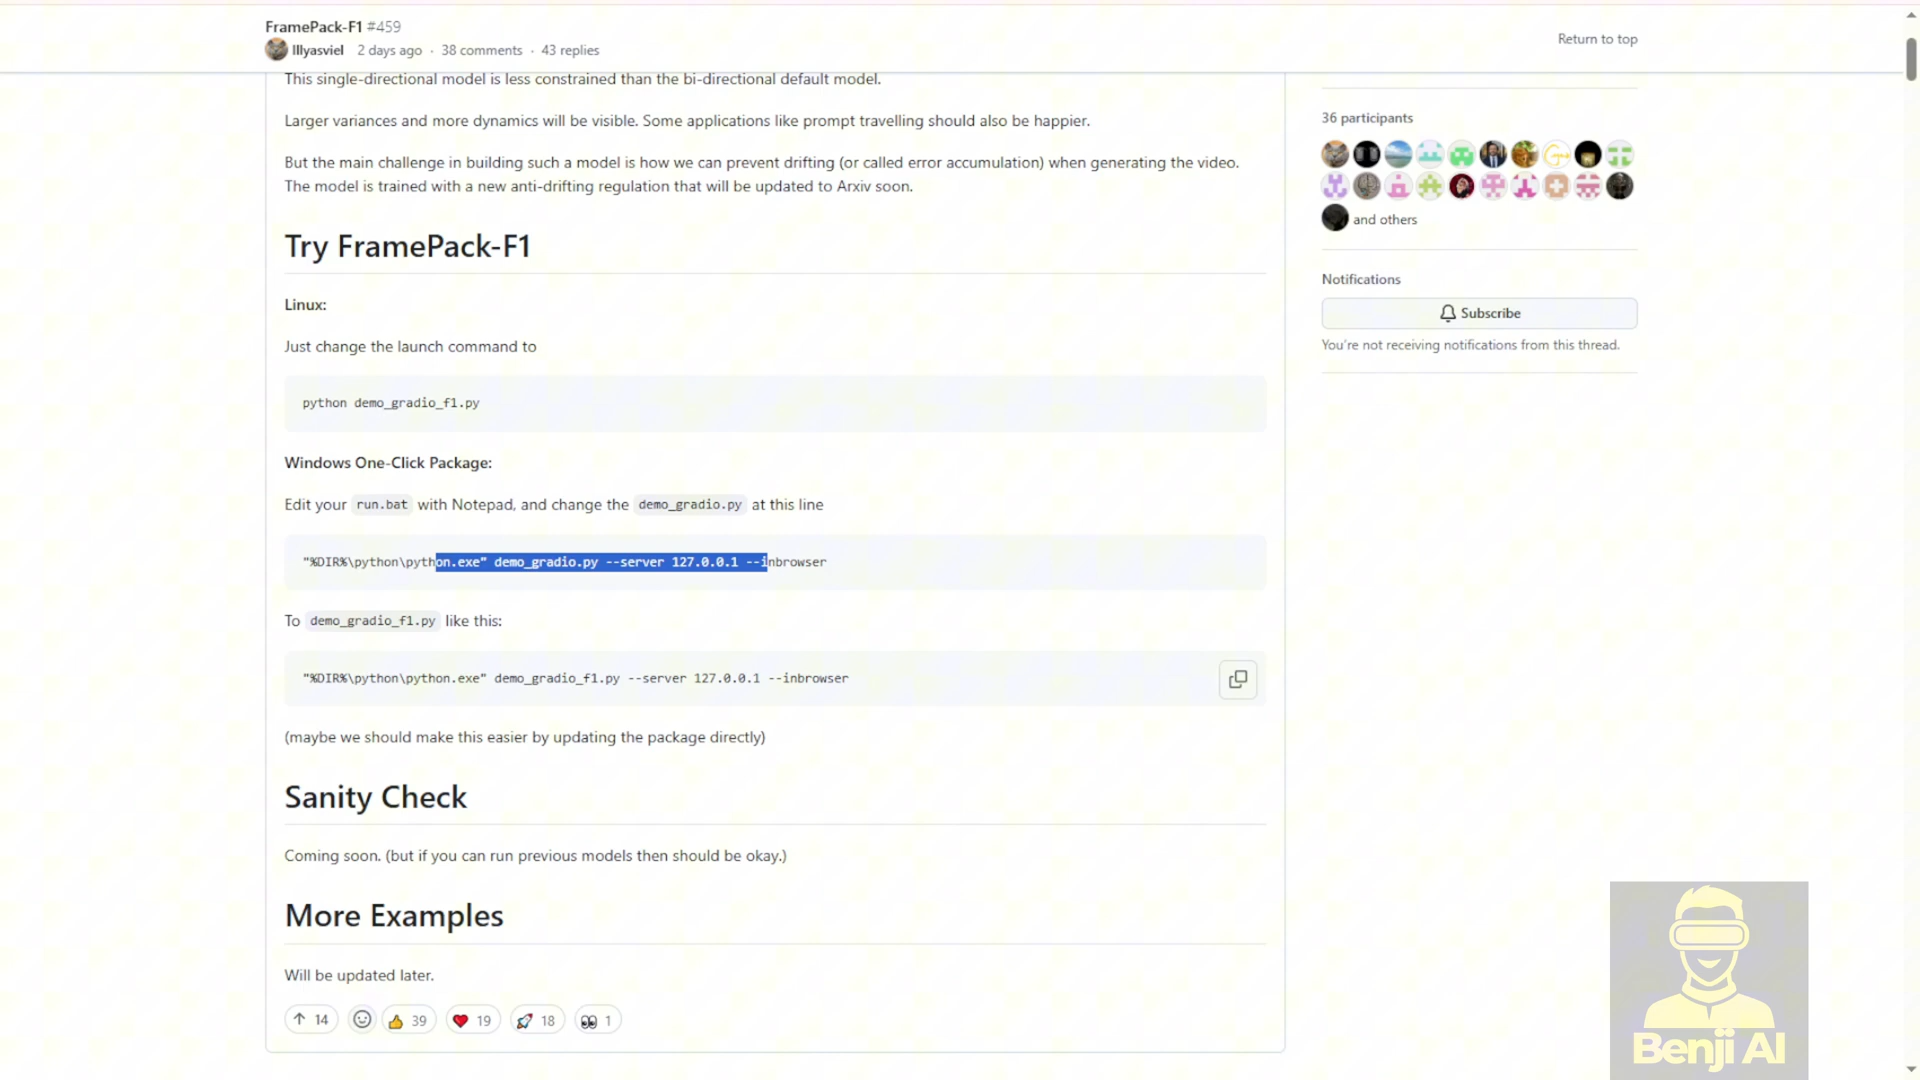 FramePack-F1 #459
lllyasviel 2 days ago · 38 comments · 43 replies
Return to top
This single-directional model is less constrained than the bi-directional default model.
Larger variances and more dynamics will be visible. Some applications like prompt travelling should also be happier.
But the main challenge in building such a model is how we can prevent drifting (or called error accumulation) when generating the video.
The model is trained with a new anti-drifting regulation that will be updated to Arxiv soon.
Try FramePack-F1
Linux:
Just change the launch command to
python demo_gradio_f1.py
Windows One-Click Package:
Edit your run.bat with Notepad, and change the demo_gradio.py at this line
"%DIR%\python\python.exe" demo_gradio.py --server 127.0.0.1 --inbrowser
To demo_gradio_f1.py like this:
"%DIR%\python\python.exe" demo_gradio_f1.py --server 127.0.0.1 --inbrowser
(maybe we should make this easier by updating the package directly)
Sanity Check
Coming soon. (but if you can run previous models then should be okay.)
More Examples
Will be updated later.
14 39 19 18 1
36 participants
and others
Notifications
Subscribe
You're not receiving notifications from this thread.
Benji AI